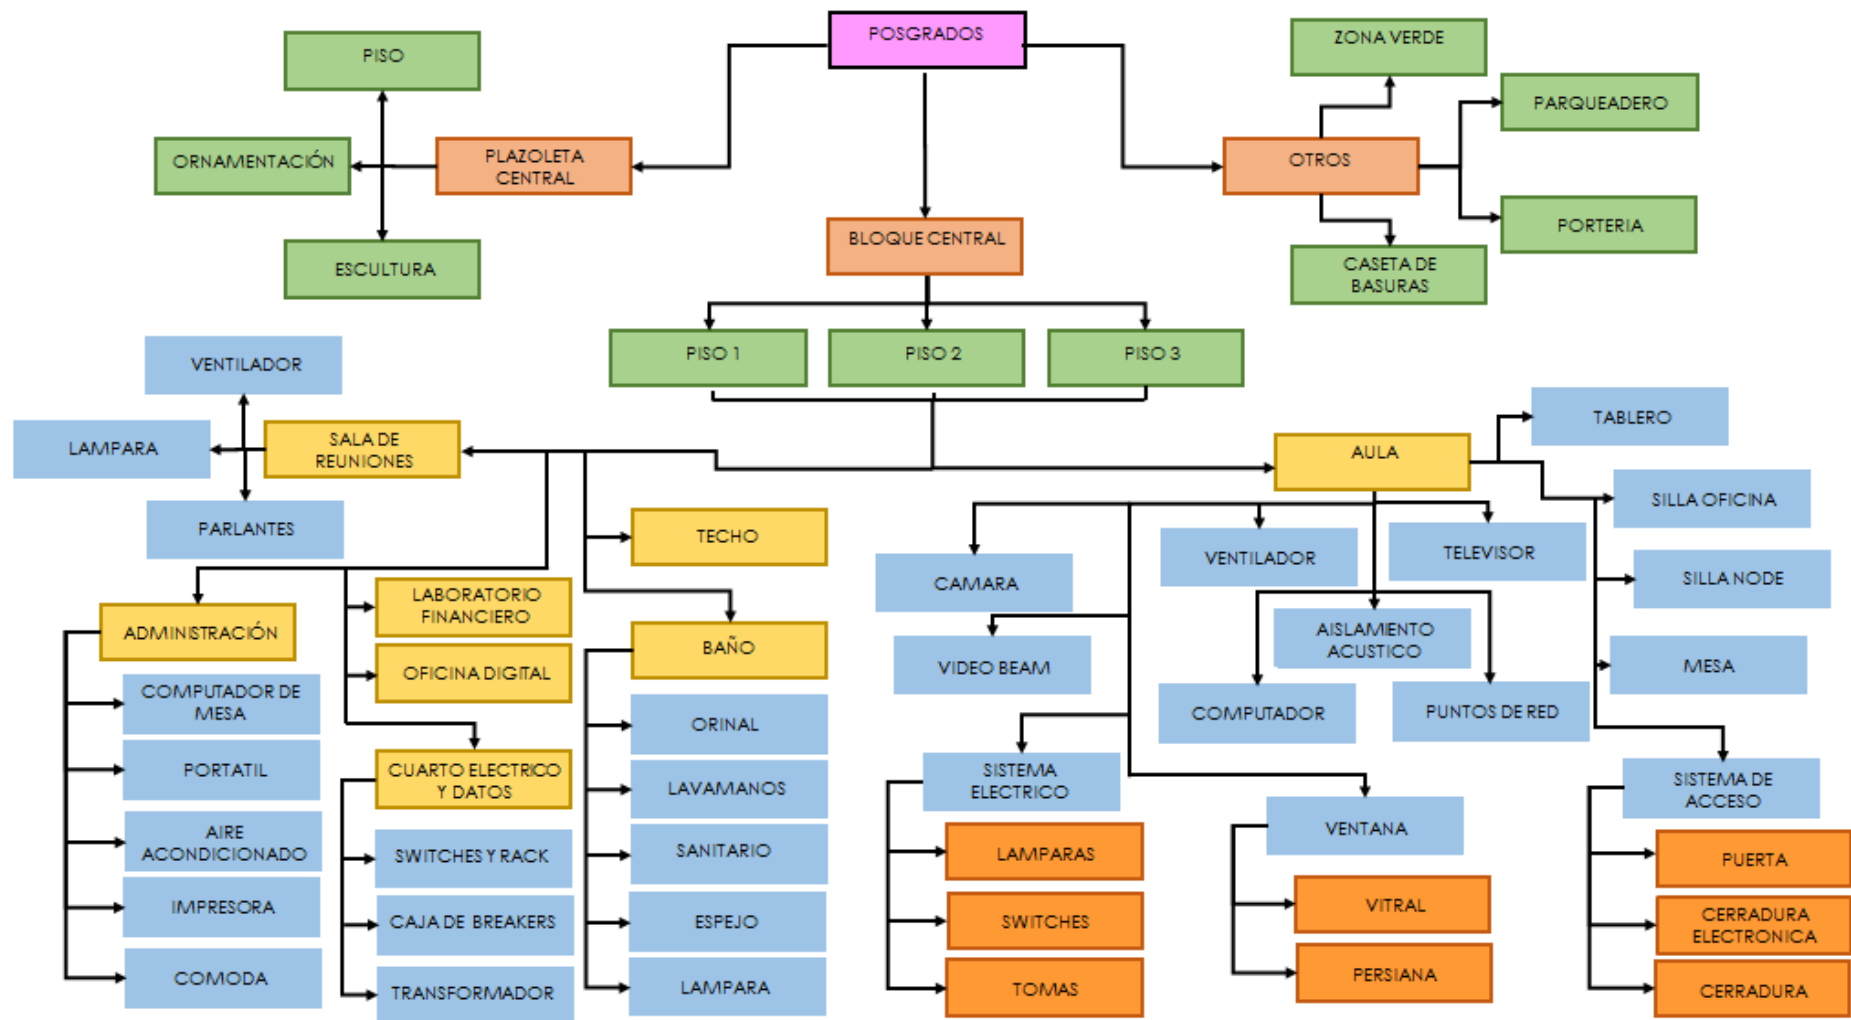 POSGRADOS
PISO
ZONA VERDE
PARQUEADERO
ORNAMENTACIÓN
PLAZOLETA
CENTRAL
OTROS
PORTERIA
BLOQUE CENTRAL
ESCULTURA
CASETA DE
BASURAS
PISO 1
PISO 2
PISO 3
VENTILADOR
LAMPARA
SALA DE
REUNIONES
PARLANTES
AULA
TABLERO
SILLA OFICINA
TECHO
CAMARA
VENTILADOR
TELEVISOR
SILLA NODE
ADMINISTRACIÓN
LABORATORIO
FINANCIERO
OFICINA DIGITAL
BAÑO
VIDEO BEAM
AISLAMIENTO
ACUSTICO
MESA
COMPUTADOR
PUNTOS DE RED
COMPUTADOR DE
MESA
PORTATIL
AIRE
ACONDICIONADO
IMPRESORA
COMODA
CUARTO ELECTRICO
Y DATOS
SWITCHES Y RACK
CAJA DE BREAKERS
TRANSFORMADOR
ORINAL
LAVAMANOS
SANITARIO
ESPEJO
LAMPARA
SISTEMA
ELECTRICO
LAMPARAS
SWITCHES
TOMAS
VENTANA
VITRAL
PERSIANA
SISTEMA DE
ACCESO
PUERTA
CERRADURA
ELECTRONICA
CERRADURA